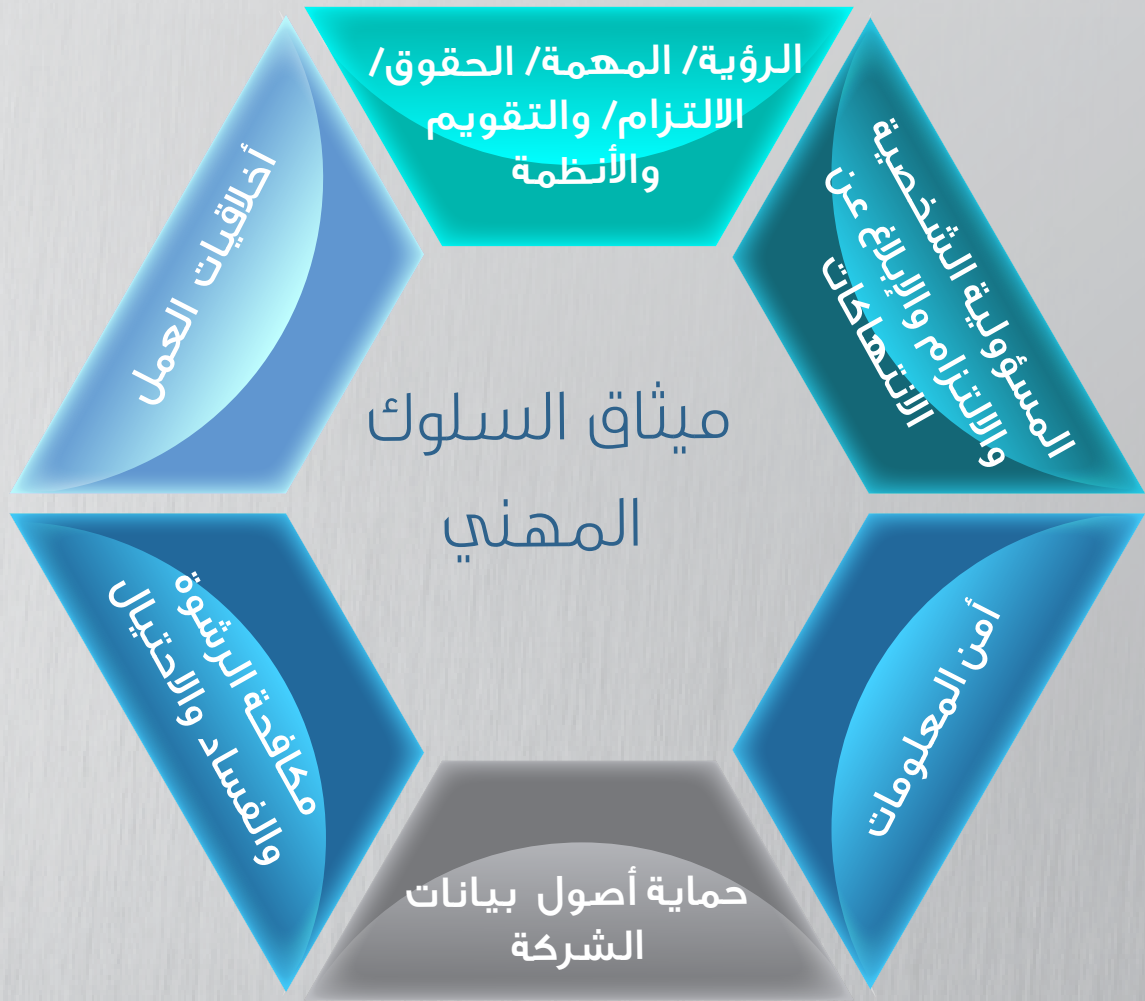 الرؤية/ المهمة/ الحقوق/
الالتزام/ والتقويم
والأنظمة
المسؤولية الشخصية
والالتزام والإبلاغ عن
الانتهاكات
أمن المعلومات
حماية أصول بيانات
الشركة
مكافحة الرشوة
والفساد والاحتيال
أخلاقيات العمل
ميثاق السلوك
المهني